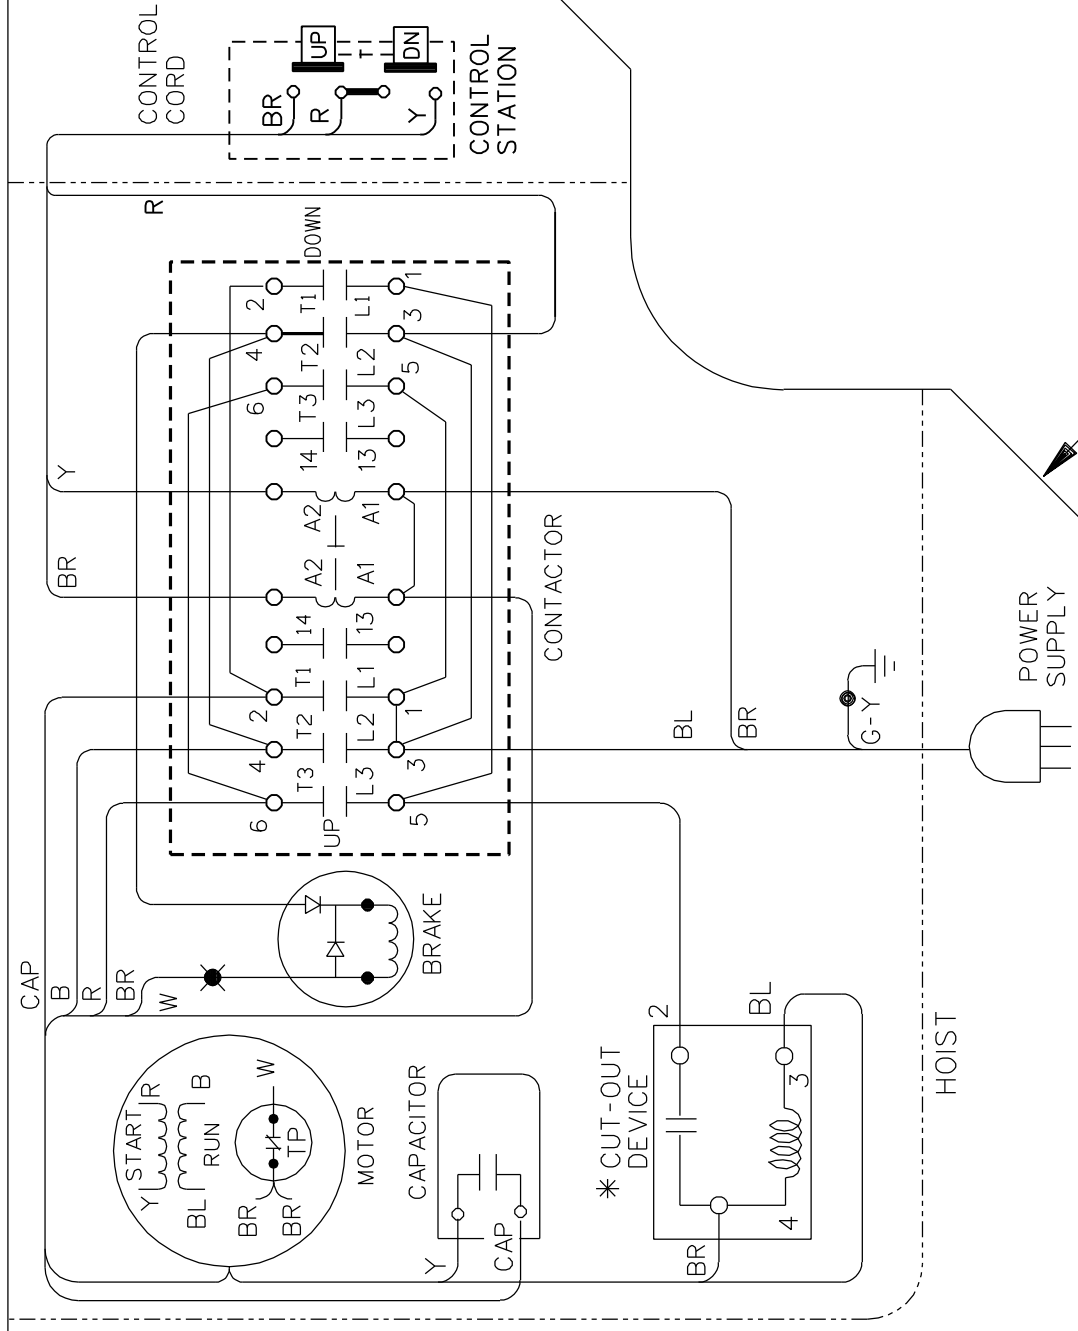 CONTROL
CORD
UP
T
DN
BR
R
Y
CONTROL
STATION
R
DOWN
2
T1
L1
1
4
T2
L2
3
6
T3
L3
5
14
13
Y
A2
A1
BR
A2
A1
14
13
CONTACTOR
2
T1
L1
1
4
T2
L2
3
6
T3
L3
5
UP
BL
BR
G-Y
POWER
SUPPLY
CAP
B
R
BR
W
BRAKE
START
R
Y
B
RUN
BL
W
TP
BR
BR
MOTOR
CAPACITOR
Y
CAP
* CUT-OUT
DEVICE
2
BL
3
4
BR
HOIST